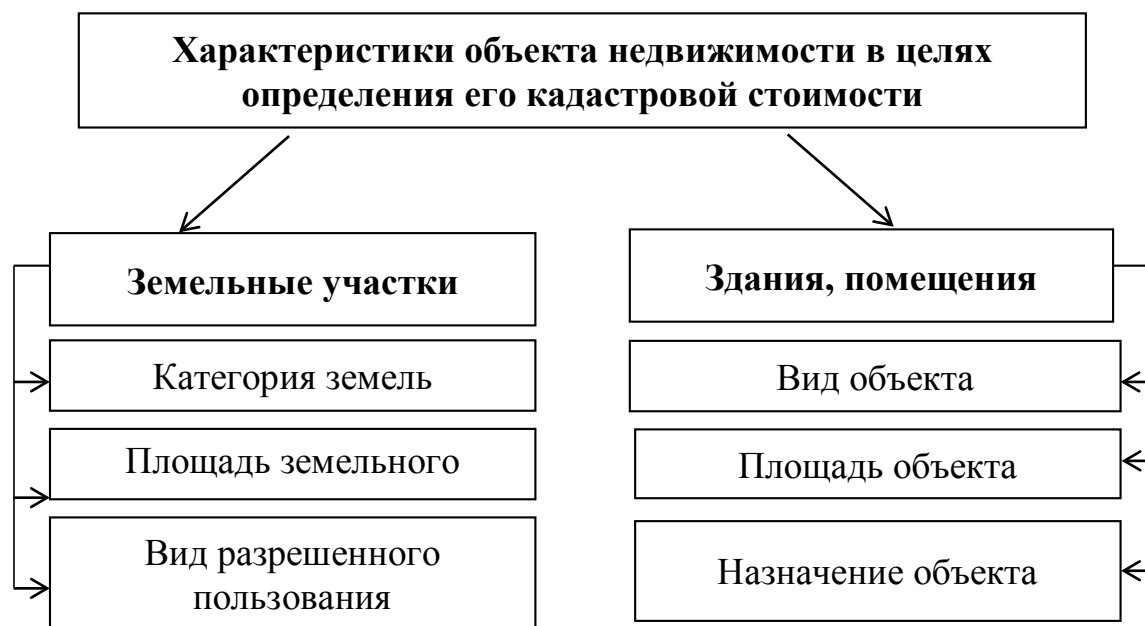 Характеристики объекта недвижимости в целях
определения его кадастровой стоимости
Земельные участки
Категория земель
Площадь земельного
Вид разрешенного
пользования
Здания, помещения
Вид объекта
Площадь объекта
Назначение объекта